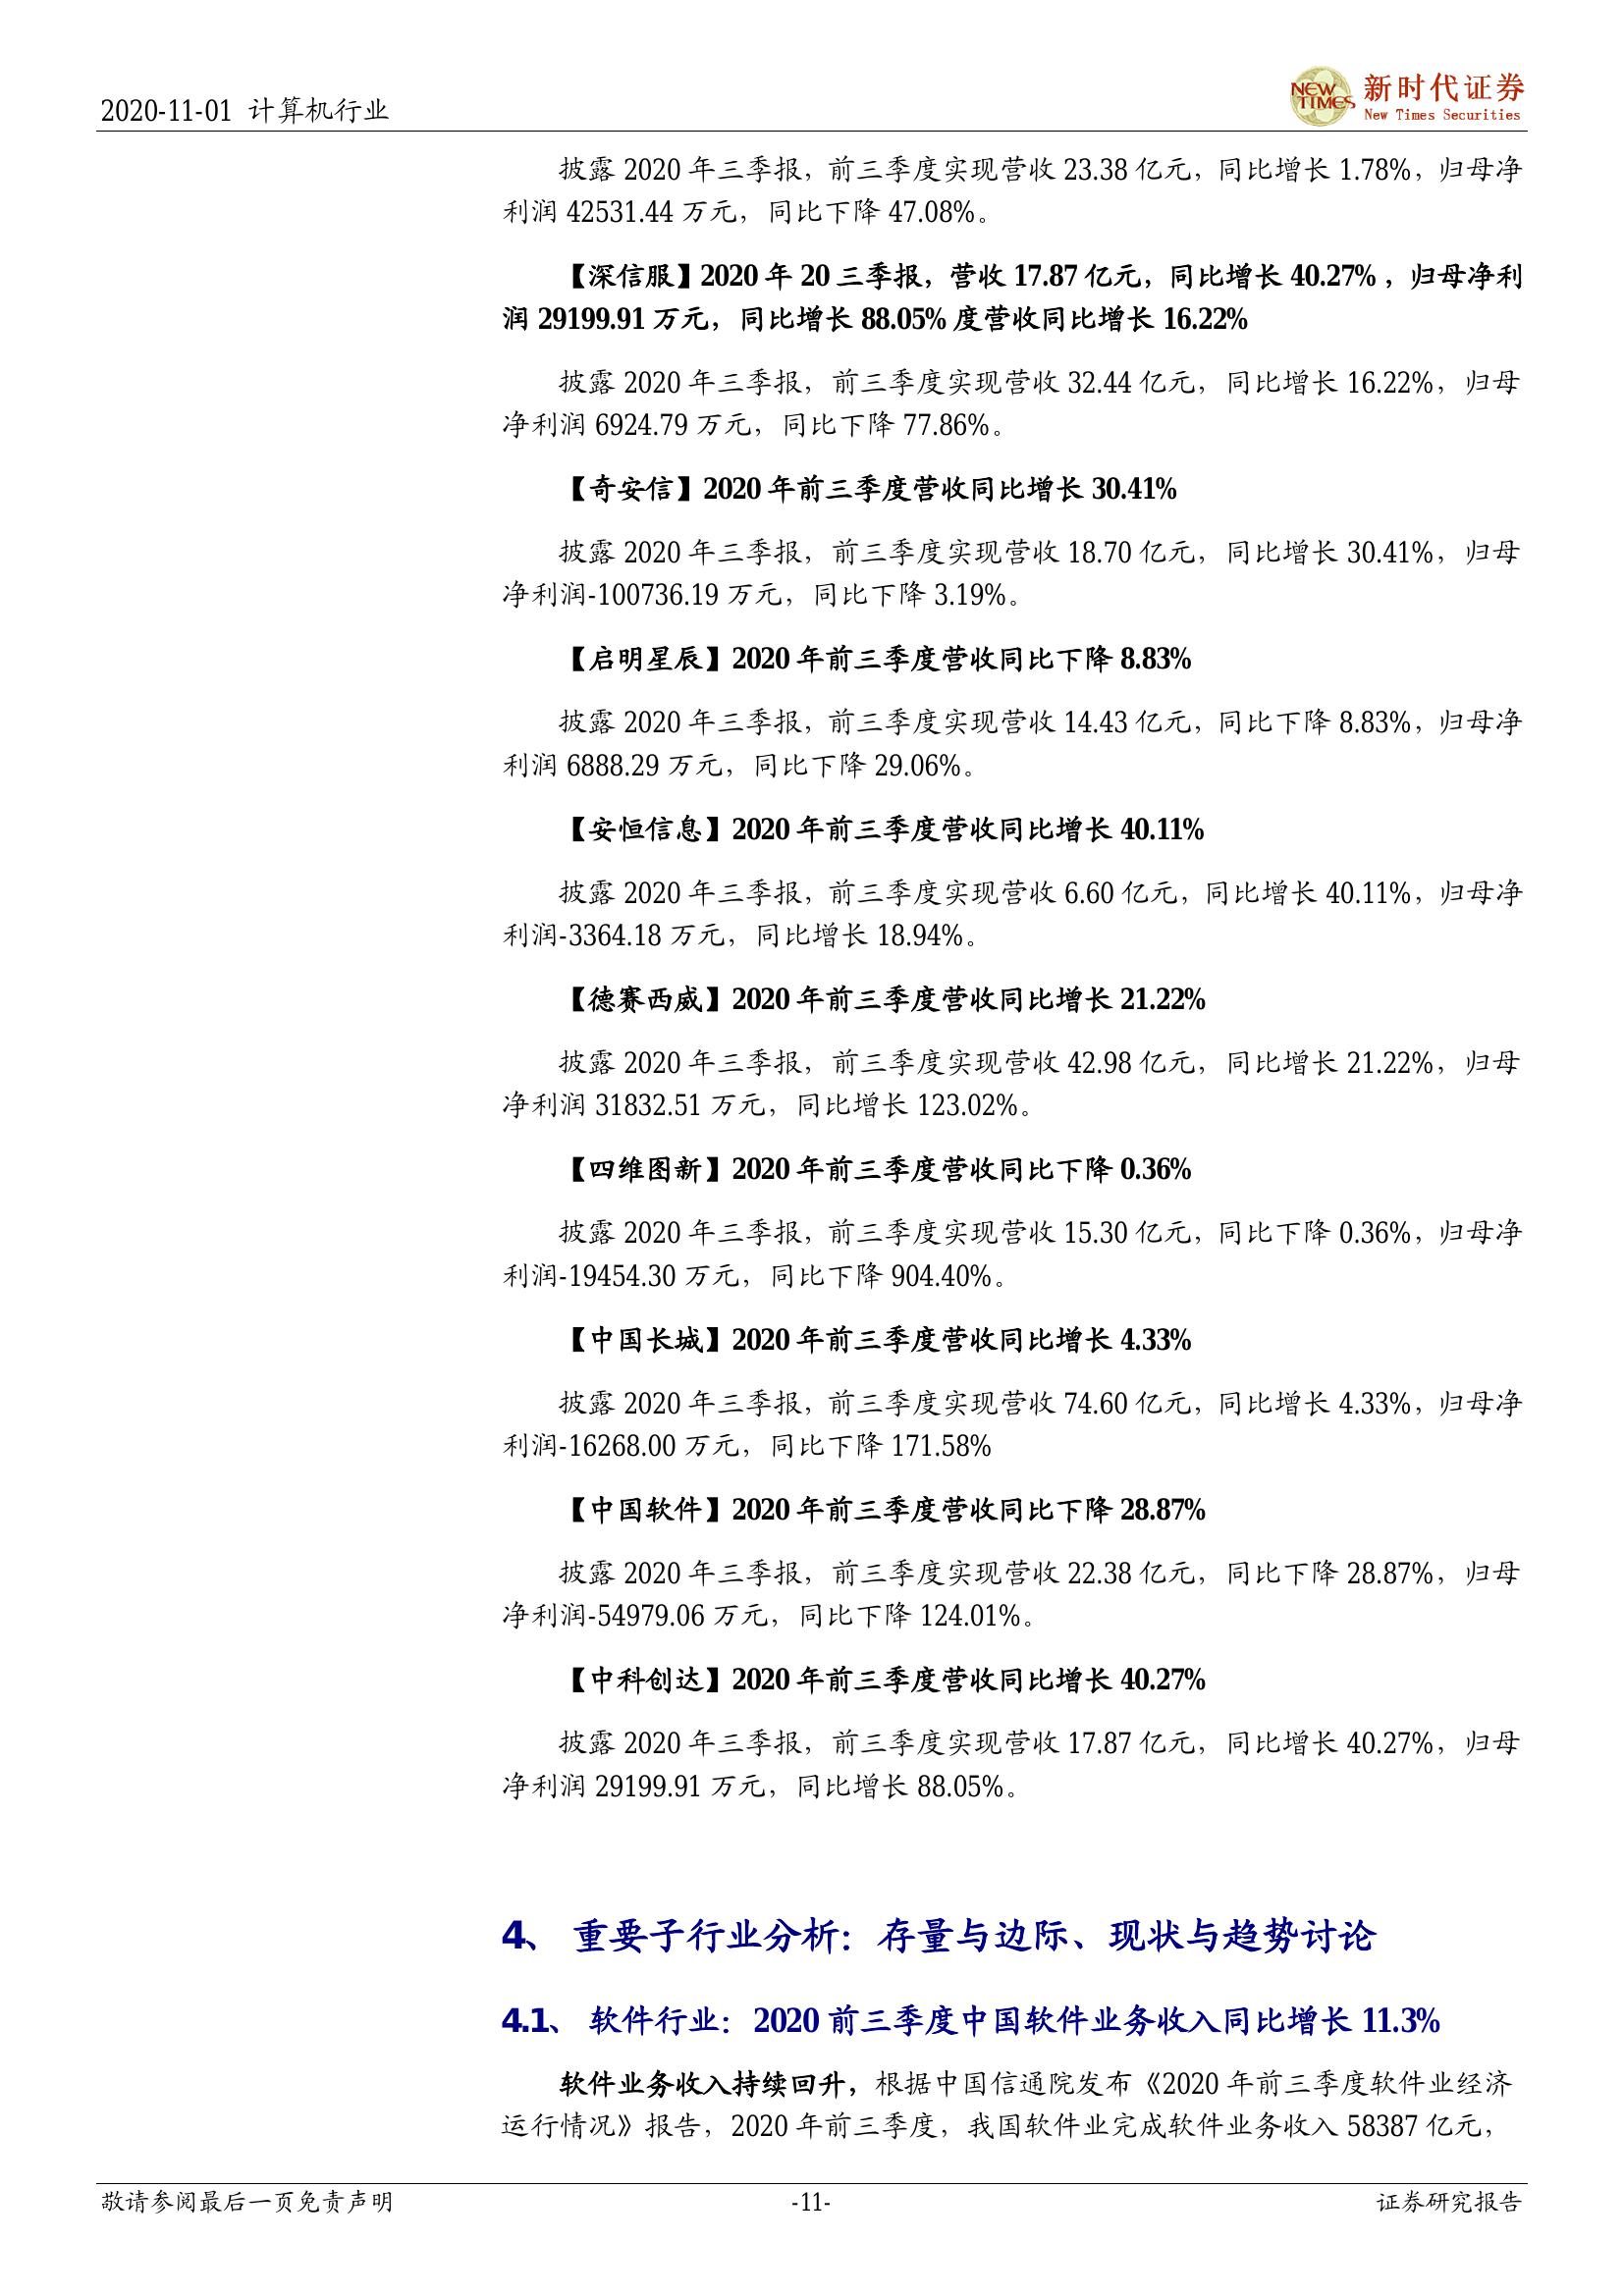 2020-11-01 计算机行业
NEW TIMES
新时代证券
New Times Securities
披露 2020 年三季报，前三季度实现营收 23.38 亿元，同比增长 1.78%，归母净
利润 42531.44 万元，同比下降 47.08%。
【深信服】2020 年 20 三季报，营收 17.87 亿元，同比增长 40.27% ，归母净利
润 29199.91 万元，同比增长 88.05% 度营收同比增长 16.22%
披露 2020 年三季报，前三季度实现营收 32.44 亿元，同比增长 16.22%，归母
净利润 6924.79 万元，同比下降 77.86%。
【奇安信】2020 年前三季度营收同比增长 30.41%
披露 2020 年三季报，前三季度实现营收 18.70 亿元，同比增长 30.41%，归母
净利润-100736.19 万元，同比下降 3.19%。
【启明星辰】2020 年前三季度营收同比下降 8.83%
披露 2020 年三季报，前三季度实现营收 14.43 亿元，同比下降 8.83%，归母净
利润 6888.29 万元，同比下降 29.06%。
【安恒信息】2020 年前三季度营收同比增长 40.11%
披露 2020 年三季报，前三季度实现营收 6.60 亿元，同比增长 40.11%，归母净
利润-3364.18 万元，同比增长 18.94%。
【德赛西威】2020 年前三季度营收同比增长 21.22%
披露 2020 年三季报，前三季度实现营收 42.98 亿元，同比增长 21.22%，归母
净利润 31832.51 万元，同比增长 123.02%。
【四维图新】2020 年前三季度营收同比下降 0.36%
披露 2020 年三季报，前三季度实现营收 15.30 亿元，同比下降 0.36%，归母净
利润-19454.30 万元，同比下降 904.40%。
【中国长城】2020 年前三季度营收同比增长 4.33%
披露 2020 年三季报，前三季度实现营收 74.60 亿元，同比增长 4.33%，归母净
利润-16268.00 万元，同比下降 171.58%
【中国软件】2020 年前三季度营收同比下降 28.87%
披露 2020 年三季报，前三季度实现营收 22.38 亿元，同比下降 28.87%，归母
净利润-54979.06 万元，同比下降 124.01%。
【中科创达】2020 年前三季度营收同比增长 40.27%
披露 2020 年三季报，前三季度实现营收 17.87 亿元，同比增长 40.27%，归母
净利润 29199.91 万元，同比增长 88.05%。
4、 重要子行业分析：存量与边际、现状与趋势讨论
4.1、 软件行业：2020 前三季度中国软件业务收入同比增长 11.3%
软件业务收入持续回升，根据中国信通院发布《2020 年前三季度软件业经济
运行情况》报告，2020 年前三季度，我国软件业完成软件业务收入 58387 亿元，
敬请参阅最后一页免责声明
-11-
证券研究报告